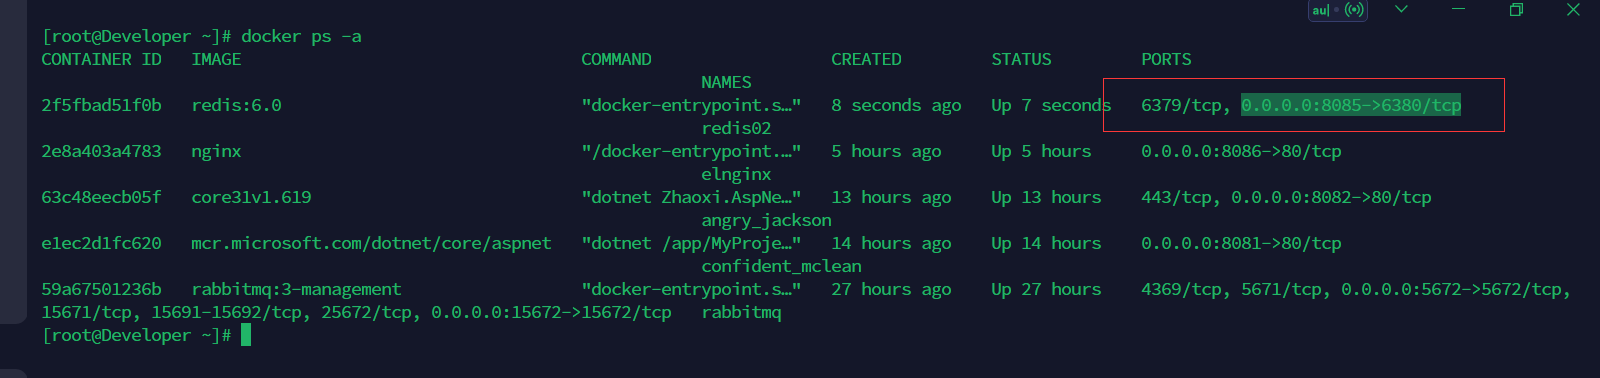 au|
[root@Developer ~]# docker ps -a
CONTAINER ID   IMAGE                                  COMMAND                  CREATED         STATUS         PORTS
NAMES
2f5fbad51f0b   redis:6.0                              "docker-entrypoint.s…"   8 seconds ago   Up 7 seconds   6379/tcp, 0.0.0.0:8085->6380/tcp
redis02
2e8a403a4783   nginx                                  "/docker-entrypoint.…"   5 hours ago     Up 5 hours     0.0.0.0:8086->80/tcp
elnginx
63c48eecb05f   core31v1.619                           "dotnet Zhaoxi.AspNe…"   13 hours ago    Up 13 hours    443/tcp, 0.0.0.0:8082->80/tcp
angry_jackson
e1ec2d1fc620   mcr.microsoft.com/dotnet/core/aspnet   "dotnet /app/MyProje…"   14 hours ago    Up 14 hours    0.0.0.0:8081->80/tcp
confident_mclean
59a67501236b   rabbitmq:3-management                  "docker-entrypoint.s…"   27 hours ago    Up 27 hours    4369/tcp, 5671/tcp, 0.0.0.0:5672->5672/tcp,
15671/tcp, 15691-15692/tcp, 25672/tcp, 0.0.0.0:15672->15672/tcp   rabbitmq
[root@Developer ~]#